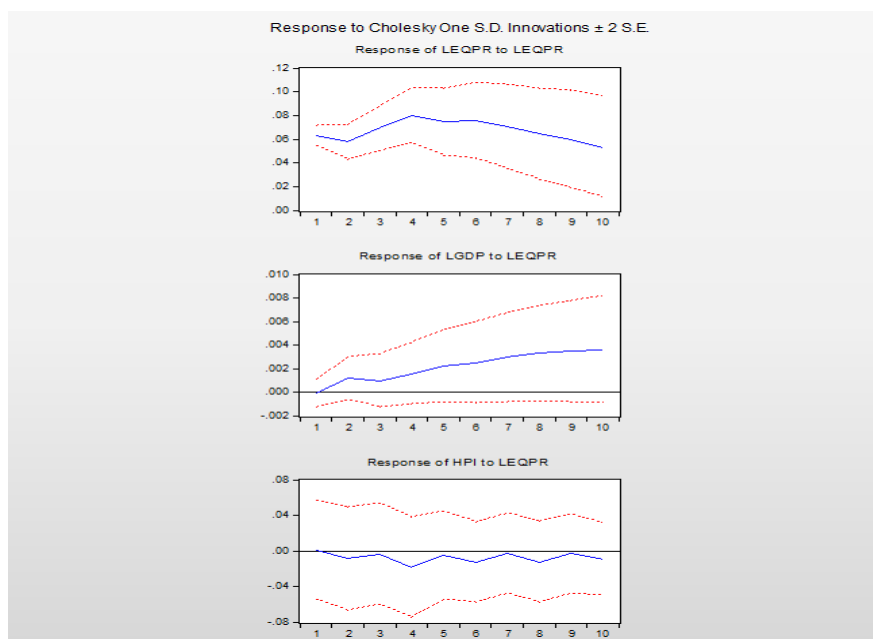 Response to Cholesky One S.D. Innovations ± 2 S.E.
Response of LEQPR to LEQPR
.12
.10
.08
.06
.04
.02
.00
1 2 3 4 5 6 7 8 9 10
Response of LGDP to LEQPR
.010
.008
.006
.004
.002
.000
-.002
1 2 3 4 5 6 7 8 9 10
Response of HPI to LEQPR
.08
.04
.00
-.04
-.08
1 2 3 4 5 6 7 8 9 10